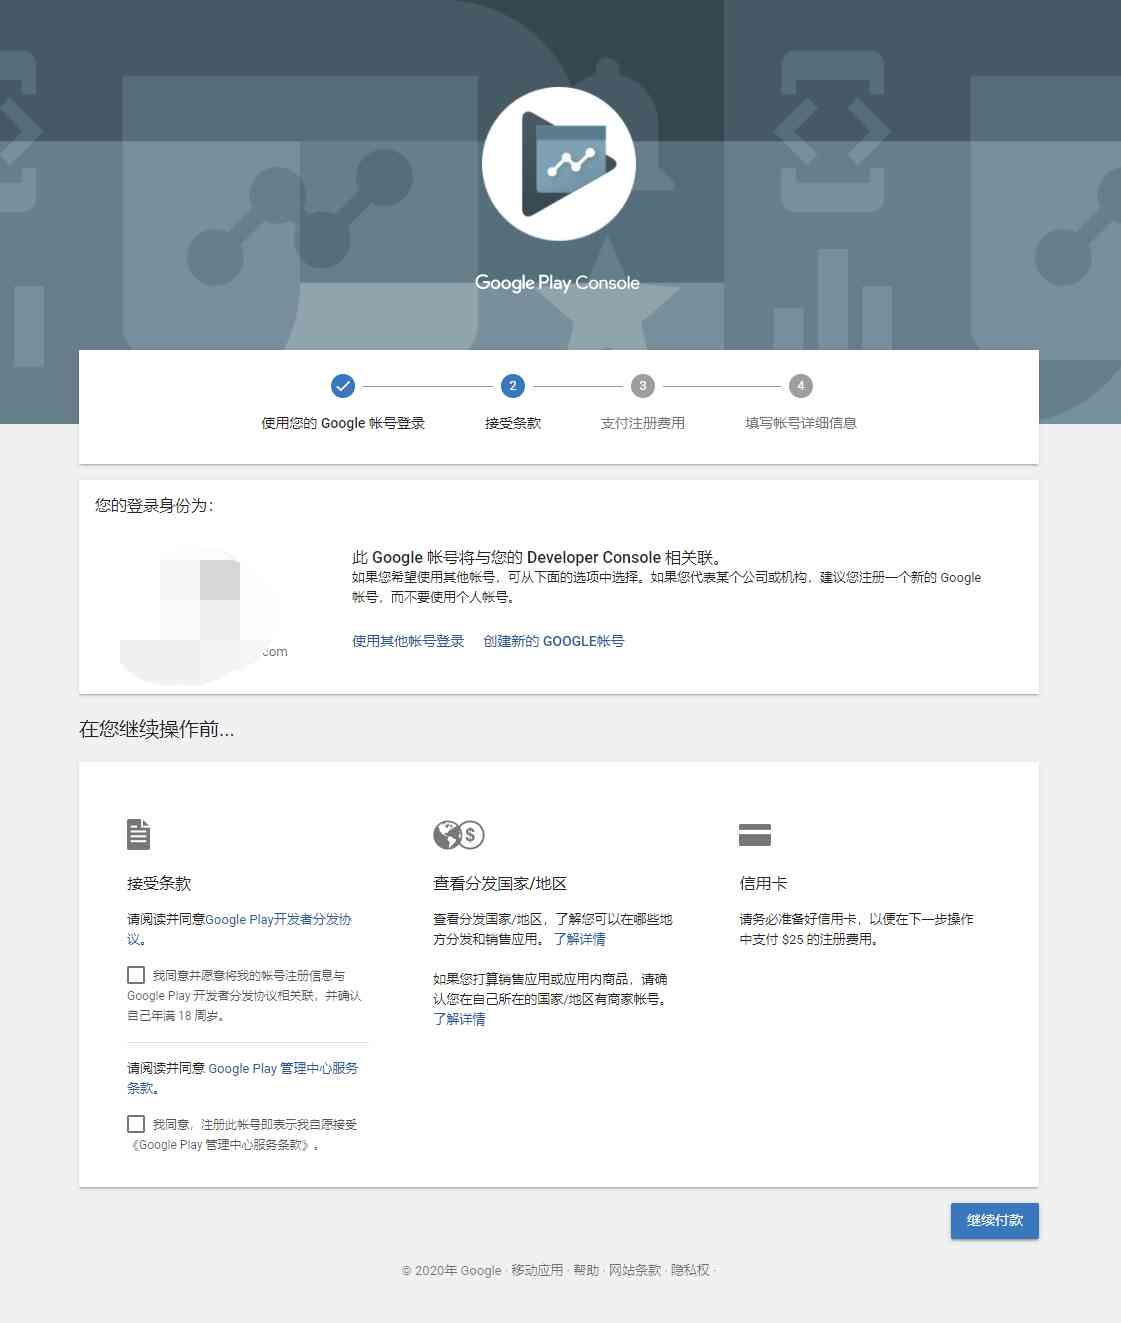 Google Play Console
2
3
4
使用您的 Google 帐号登录
接受条款
支付注册费用
填写帐号详细信息
您的登录身份为：
com
此 Google 帐号将与您的 Developer Console 相关联。
如果您希望使用其他帐号，可从下面的选项中选择。如果您代表某个公司或机构，建议您注册一个新的 Google
帐号，而不要使用个人帐号。
使用其他帐号登录
创建新的 GOOGLE帐号
在您继续操作前...
接受条款
请阅读并同意Google Play开发者分发协
议。
我同意并愿意将我的帐号注册信息与
Google Play 开发者分发协议相关联，并确认
自己年满 18 周岁。
请阅读并同意 Google Play 管理中心服务
条款。
我同意，注册此帐号即表示我自愿接受
《Google Play 管理中心服务条款》。
$
查看分发国家/地区
查看分发国家/地区，了解您可以在哪些地
方分发和销售应用。 了解详情
如果您打算销售应用或应用内商品，请确
认您在自己所在的国家/地区有商家帐号。
了解详情
信用卡
请务必准备好信用卡，以便在下一步操作
中支付 $25 的注册费用。
继续付款
© 2020年 Google · 移动应用 · 帮助 · 网站条款 · 隐私权 ·